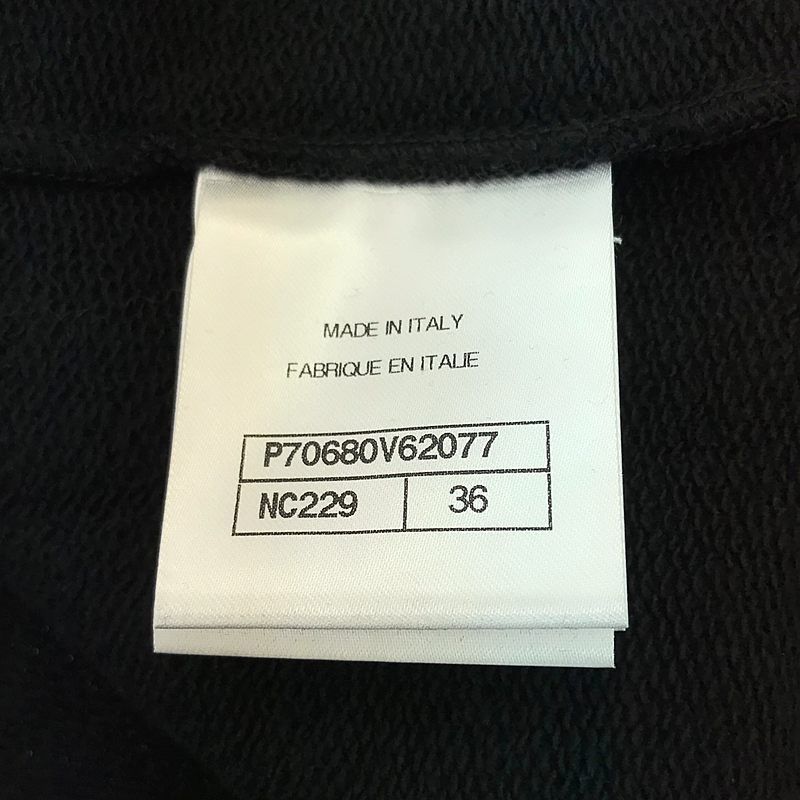 MADE IN ITALY
FABRIQUE EN ITALIE
P70680V62077
NC229 36